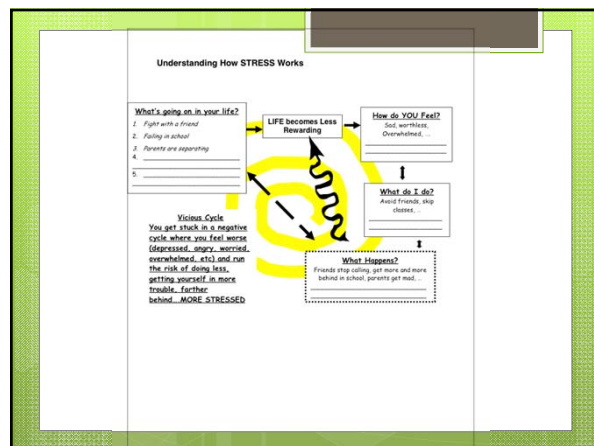 Understanding How STRESS Works
What's going on in your life?
1. Fight with a friend
2. Failing in school
3. Parents are separating
4.
5.
LIFE becomes Less
Rewarding
How do YOU Feel?
Sad, worthless,
Overwhelmed, ...
What do I do?
Avoid friends, skip
classes, ..
What Happens?
Friends stop calling, get more and more
behind in school, parents get mad, ..
Vicious Cycle
You get stuck in a negative
cycle where you feel worse
(depressed, angry, worried,
overwhelmed, etc) and run
the risk of doing less,
getting yourself in more
trouble, farther
behind...MORE STRESSED